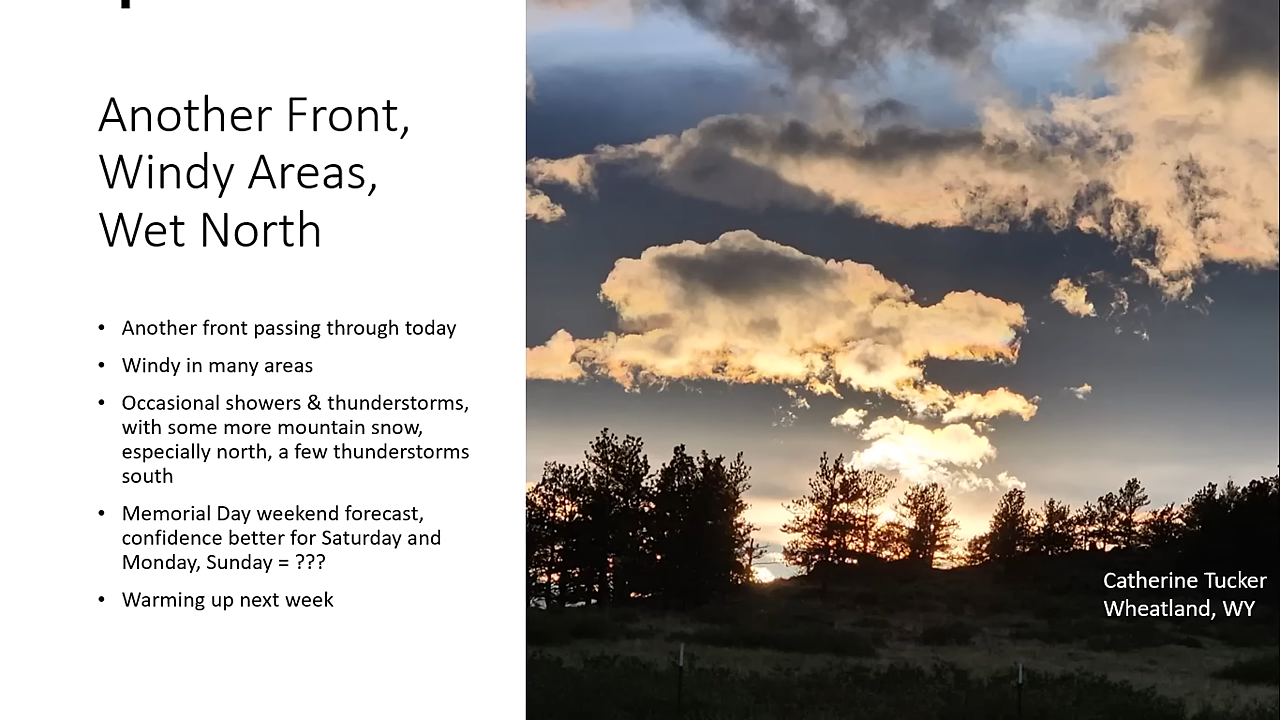 Another Front,
Windy Areas,
Wet North
• Another front passing through today
• Windy in many areas
• Occasional showers & thunderstorms,
with some more mountain snow,
especially north, a few thunderstorms
south
• Memorial Day weekend forecast,
confidence better for Saturday and
Monday, Sunday = ???
• Warming up next week
Catherine Tucker
Wheatland, WY